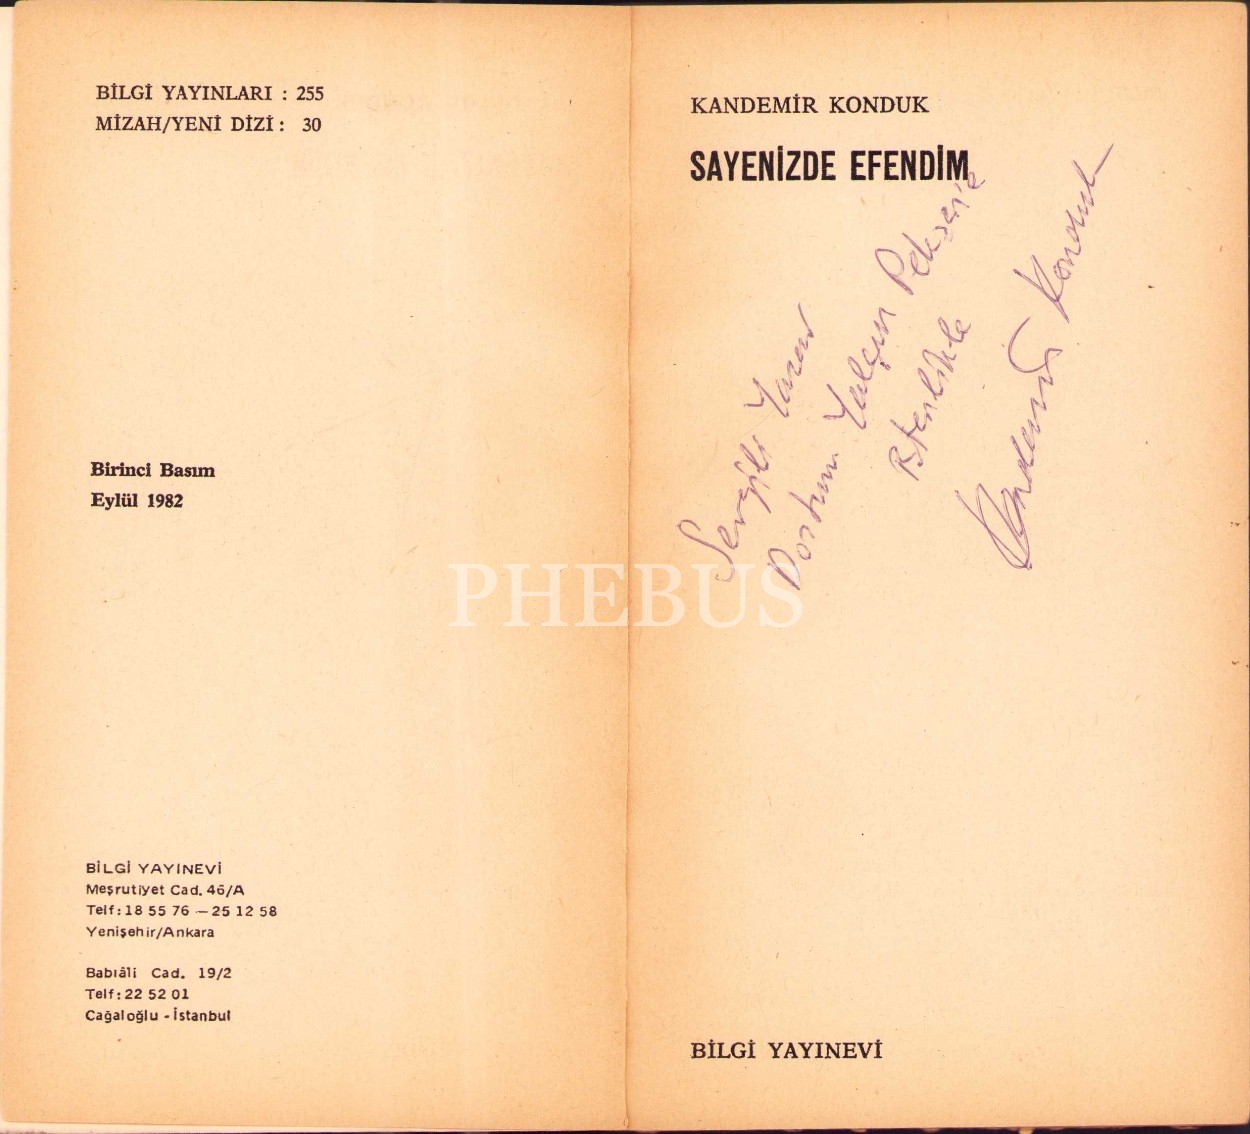 BİLGİ YAYINLARI : 255
MİZAH/YENİ DİZİ : 30
Birinci Basım
Eylül 1982
BİLGİ YAYINEVİ
Meşrutiyet Cad. 46/A
Telf: 18 55 76 — 25 12 58
Yenişehir/Ankara
Babıâli Cad. 19/2
Telf: 22 52 01
Cağaloğlu - İstanbul
KANDEMİR KONDUK
SAYENİZDE EFENDİM
Sevgili Yazar
Dostum Yalçın Pekşen'e
Kandemir Konduk
BİLGİ YAYINEVİ
PHEBUS